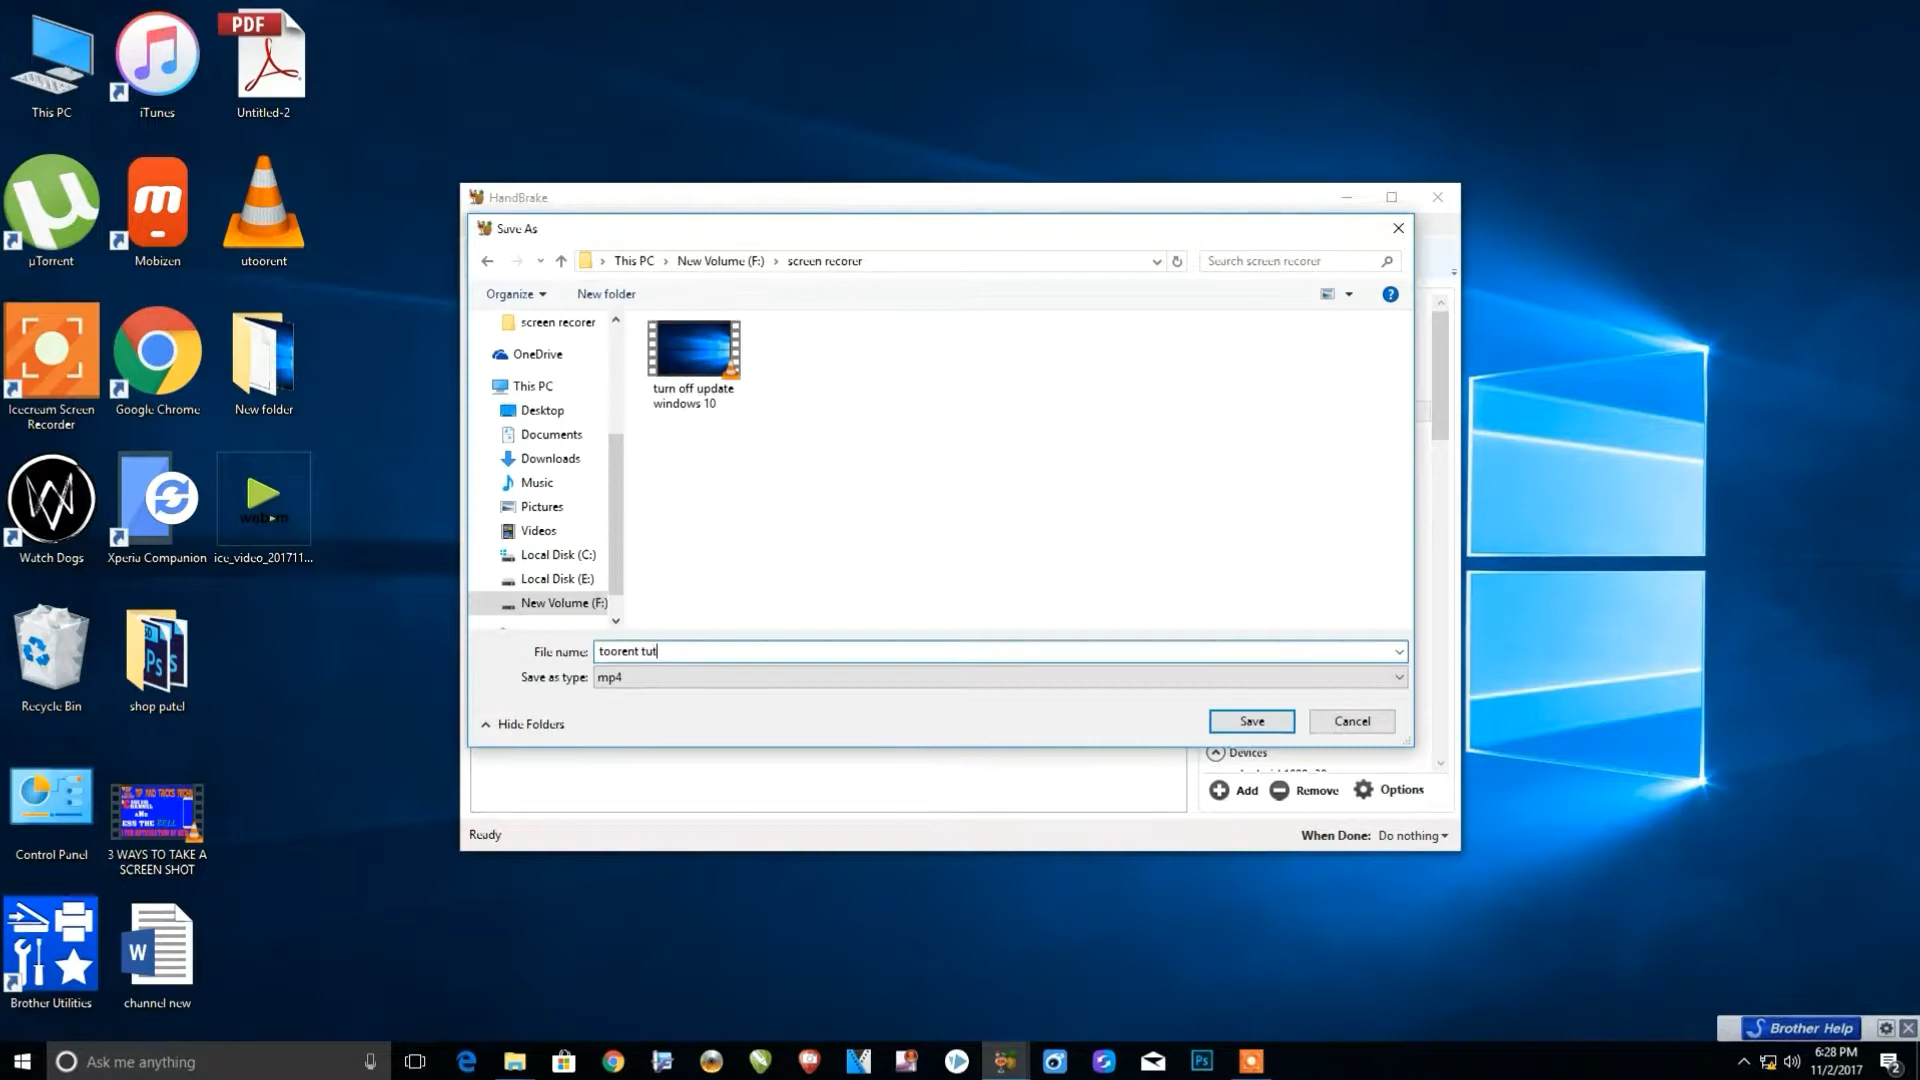 This PC
iTunes
PDF
Untitled-2
µTorrent
Mobizen
utoorent
Icecream Screen
Recorder
Google Chrome
New folder
Watch Dogs
Xperia Companion
ice_video_201711...
Recycle Bin
shop patel
Control Panel
3 WAYS TO TAKE A
SCREEN SHOT
Brother Utilities
channel new
HandBrake
Save As
This PC
New Volume (F:)
screen recorer
Search screen recorer
Organize
New folder
screen recorer
OneDrive
This PC
Desktop
Documents
Downloads
Music
Pictures
Videos
Local Disk (C:)
Local Disk (E:)
New Volume (F:)
turn off update
windows 10
File name: toorent tut
Save as type: mp4
Hide Folders
Save
Cancel
Devices
Add
Remove
Options
Ready
When Done: Do nothing
Brother Help
Ask me anything
6:28 PM
11/2/2017
2